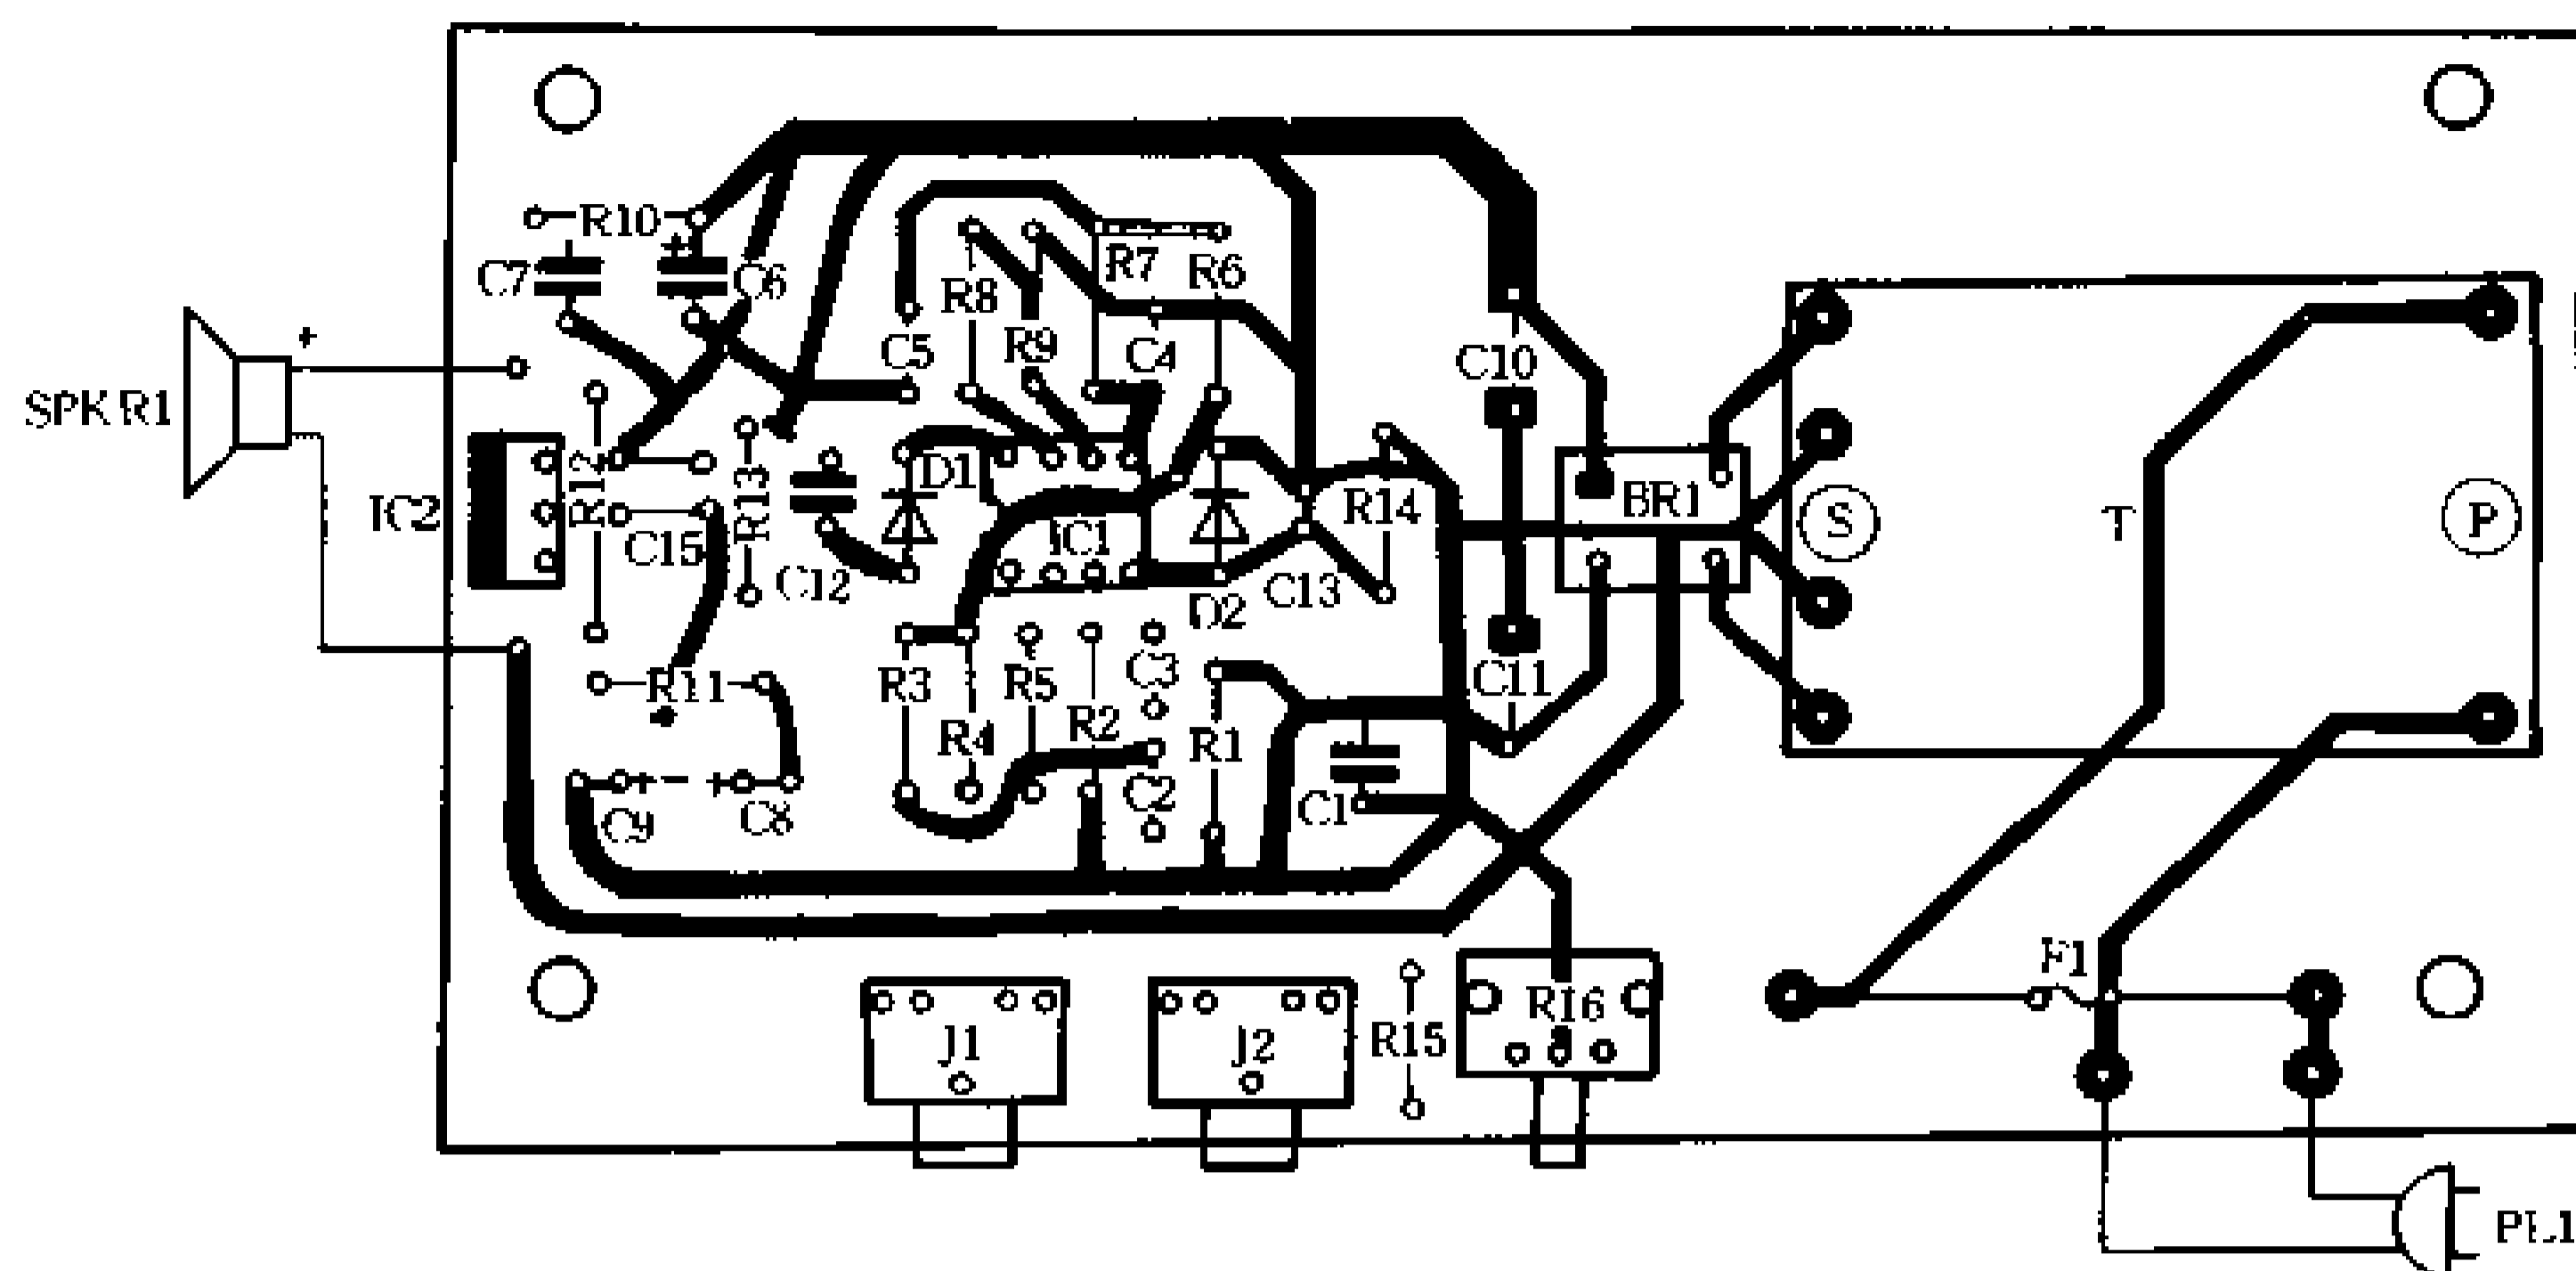 R10
C7
+
C6
R7
R6
R8
R9
C5
C4
C10
+
SPKR1
D1
R12
R13
IC2
C15
IC1
R14
BR1
S
T
P
C12
C13
D2
R3
R5
C3
R11
C11
R4
R2
R1
+ - +
C9
C8
C2
C1
F1
J1
J2
R15
R16
PL1